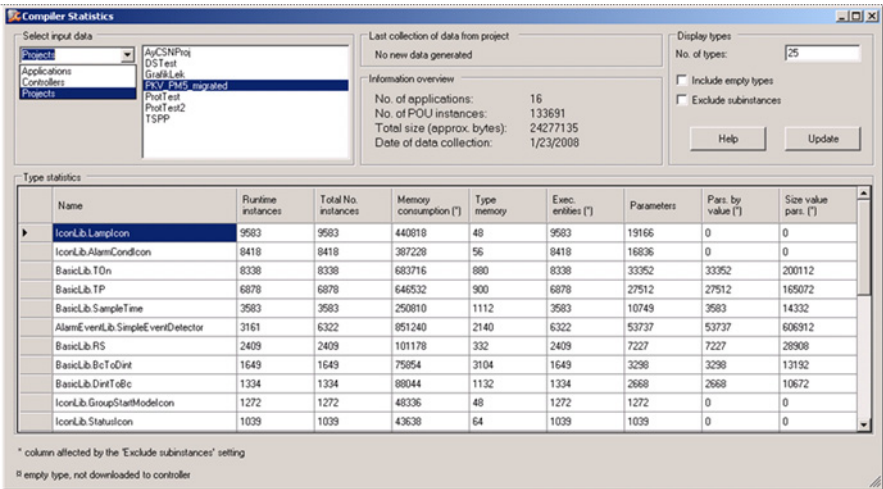 Compiler Statistics
Select input data
Projects
Applications
Controllers
Projects
AyCSNProj
DSTest
GrafikLek
PKV_PM5_migrated
ProtTest
ProtTest2
TSPP
Last collection of data from project
No new data generated
Information overview
No. of applications: 16
No. of POU instances: 133691
Total size (approx. bytes): 24277135
Date of data collection: 1/23/2008
Display types
No. of types: 25
Include empty types
Exclude subinstances
Help Update
Type statistics
Name Runtime instances Total No. instances Memory consumption (*) Type memory Exec. entities (*) Parameters Pars. by value (*) Size value pars. (*)
IconLib.LampIcon 9583 9583 440818 48 9583 19166 0 0
IconLib.AlarmCondIcon 8418 8418 387228 56 8418 16836 0 0
BasicLib.TOn 8338 8338 683716 880 8338 33352 33352 200112
BasicLib.TP 6878 6878 646532 900 6878 27512 27512 165072
BasicLib.SampleTime 3583 3583 250810 1112 3583 10749 3583 14332
AlarmEventLib.SimpleEventDetector 3161 6322 851240 2140 6322 53737 53737 606912
BasicLib.RS 2409 2409 101178 332 2409 7227 7227 28908
BasicLib.BcToDint 1649 1649 75854 3104 1649 3298 3298 13192
BasicLib.DintToBc 1334 1334 88044 1132 1334 2668 2668 10672
IconLib.GroupStartModeIcon 1272 1272 48336 48 1272 1272 0 0
IconLib.StatusIcon 1039 1039 43638 64 1039 1039 0 0
* column affected by the 'Exclude subinstances' setting
¤ empty type, not downloaded to controller